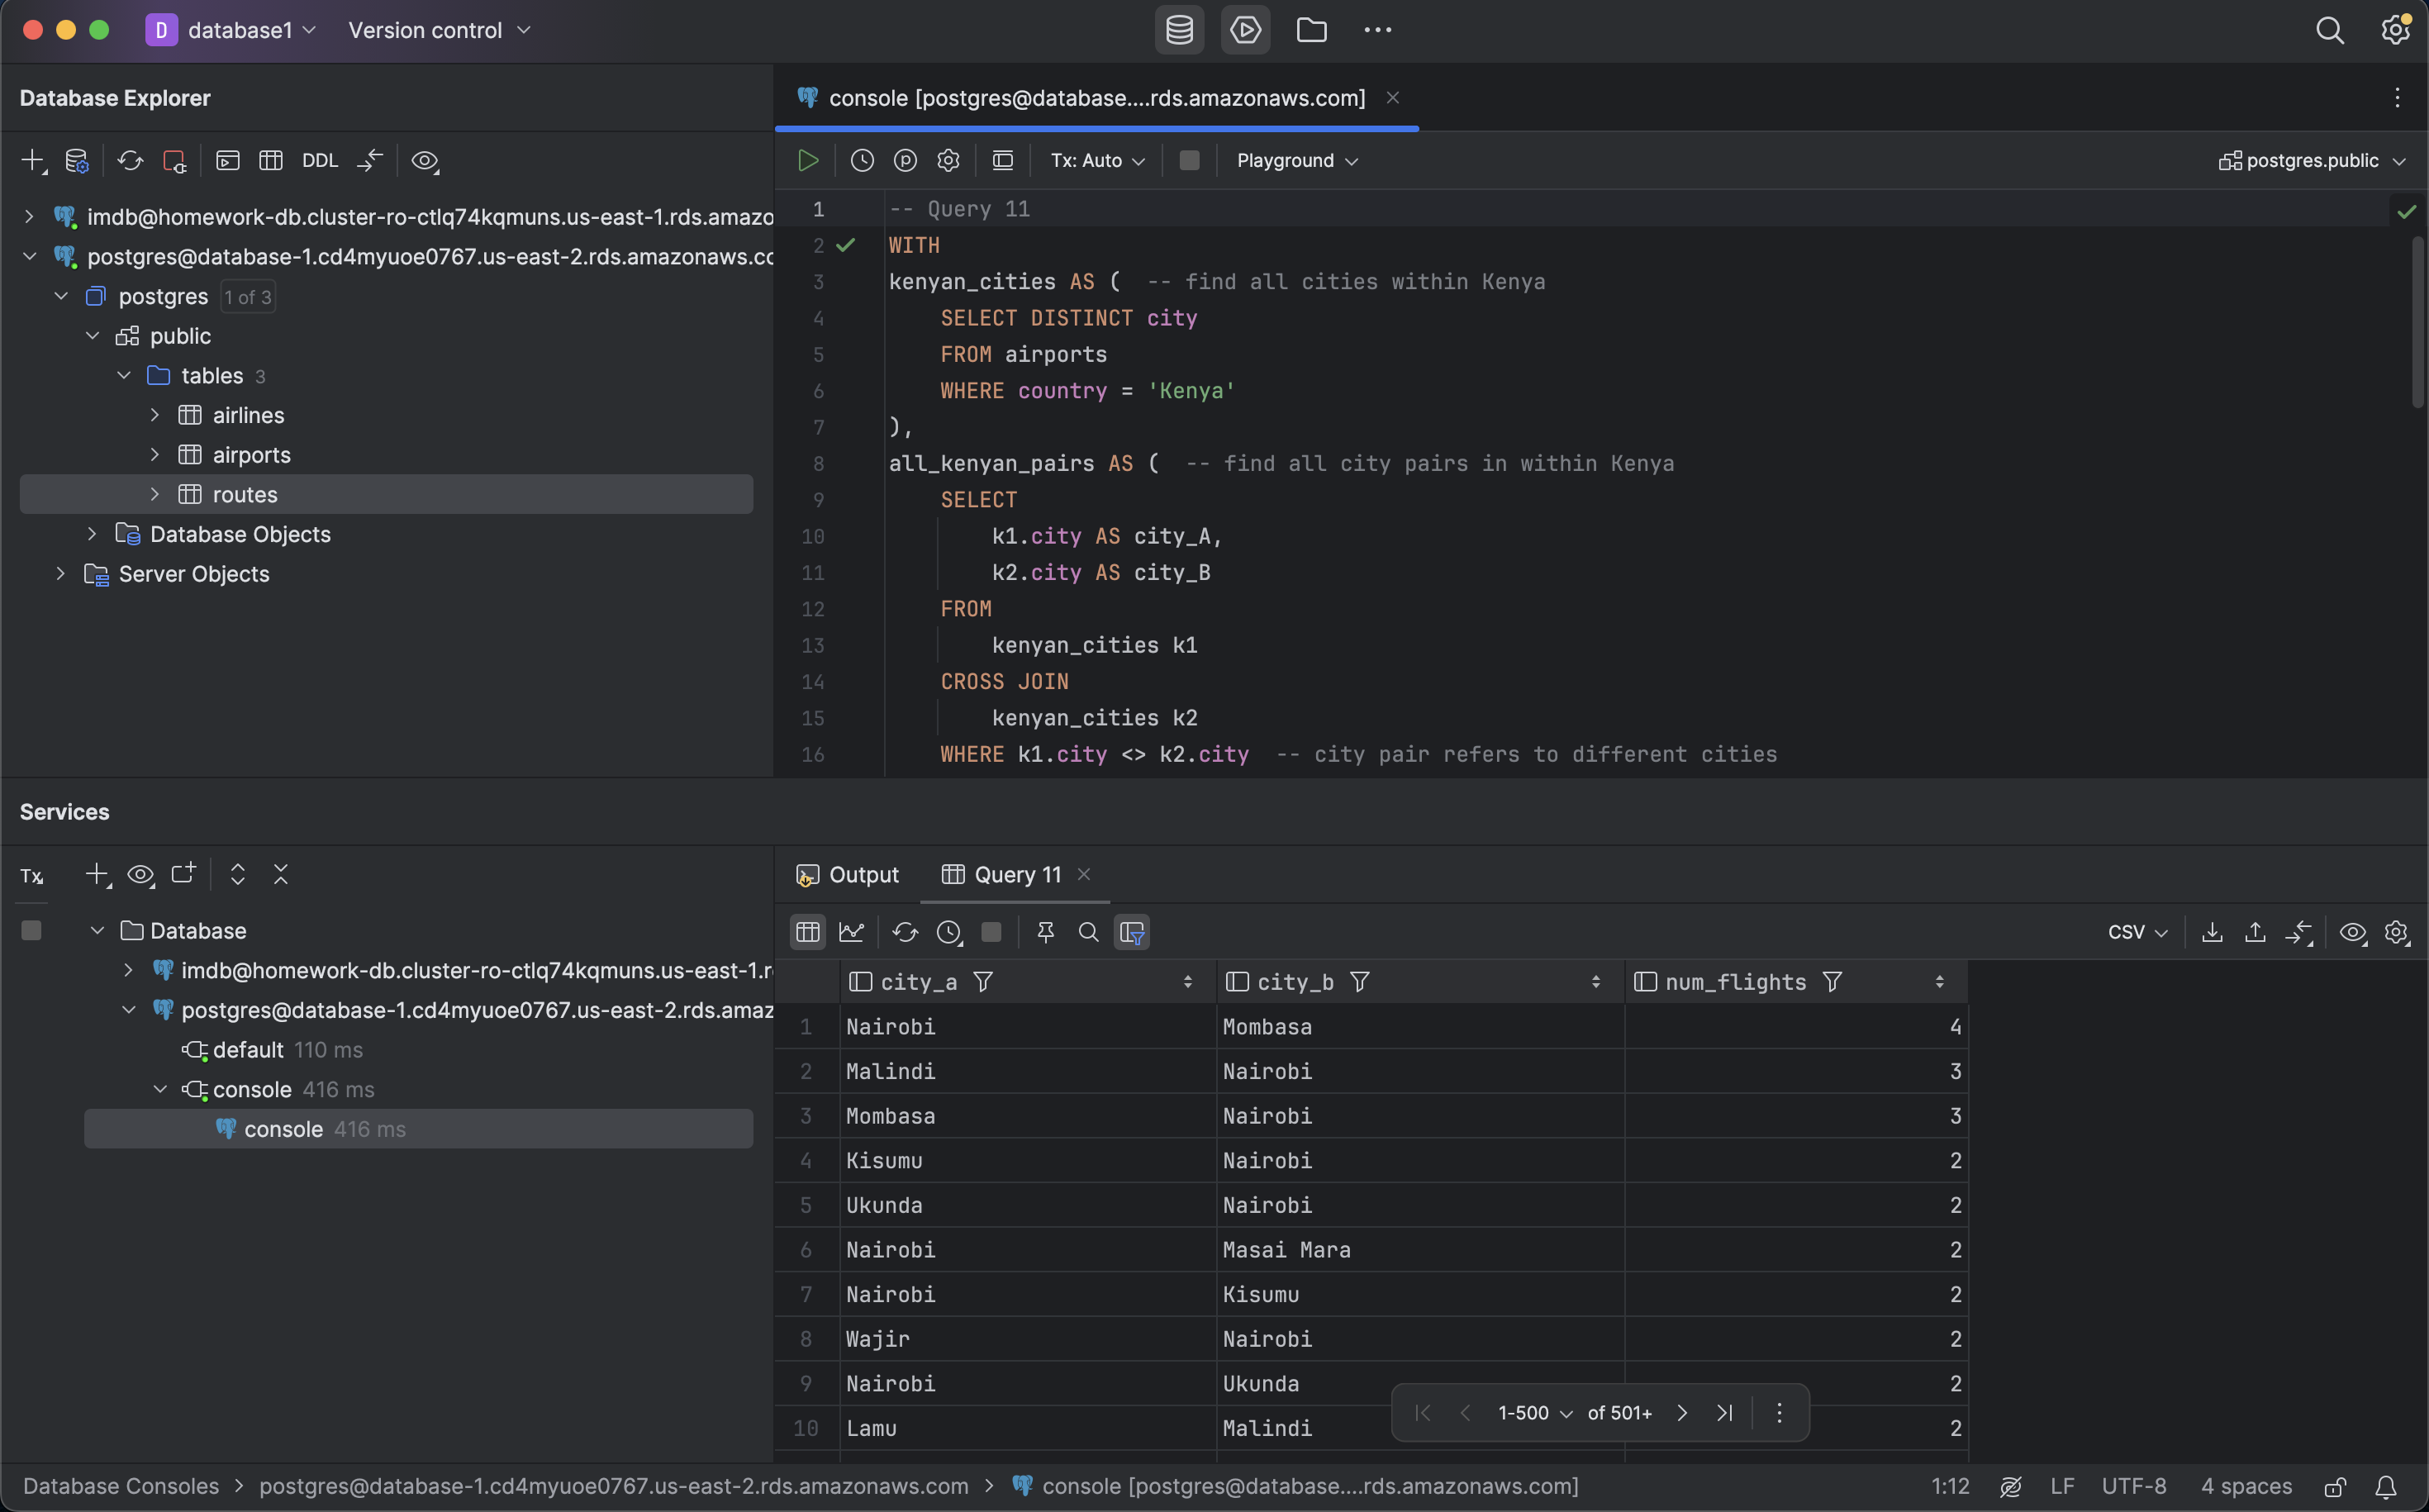 D database1 Version control
Database Explorer
DDL
imdb@homework-db.cluster-ro-ctlq74kqmuns.us-east-1.rds.amazo
postgres@database-1.cd4myuoe0767.us-east-2.rds.amazonaws.cc
postgres 1 of 3
public
tables 3
airlines
airports
routes
Database Objects
Server Objects
console [postgres@database....rds.amazonaws.com]
Tx: Auto Playground postgres.public
1 -- Query 11
2 WITH
3 kenyan_cities AS (  -- find all cities within Kenya
4 SELECT DISTINCT city
5 FROM airports
6 WHERE country = 'Kenya'
7 ),
8 all_kenyan_pairs AS (  -- find all city pairs in within Kenya
9 SELECT
10 k1.city AS city_A,
11 k2.city AS city_B
12 FROM
13 kenyan_cities k1
14 CROSS JOIN
15 kenyan_cities k2
16 WHERE k1.city <> k2.city  -- city pair refers to different cities
Services
Tx
Database
imdb@homework-db.cluster-ro-ctlq74kqmuns.us-east-1.r
postgres@database-1.cd4myuoe0767.us-east-2.rds.amaz
default 110 ms
console 416 ms
console 416 ms
Output Query 11
CSV
city_a city_b num_flights
1 Nairobi Mombasa 4
2 Malindi Nairobi 3
3 Mombasa Nairobi 3
4 Kisumu Nairobi 2
5 Ukunda Nairobi 2
6 Nairobi Masai Mara 2
7 Nairobi Kisumu 2
8 Wajir Nairobi 2
9 Nairobi Ukunda 2
10 Lamu Malindi 2
1-500 of 501+
Database Consoles > postgres@database-1.cd4myuoe0767.us-east-2.rds.amazonaws.com > console [postgres@database....rds.amazonaws.com]
1:12 LF UTF-8 4 spaces